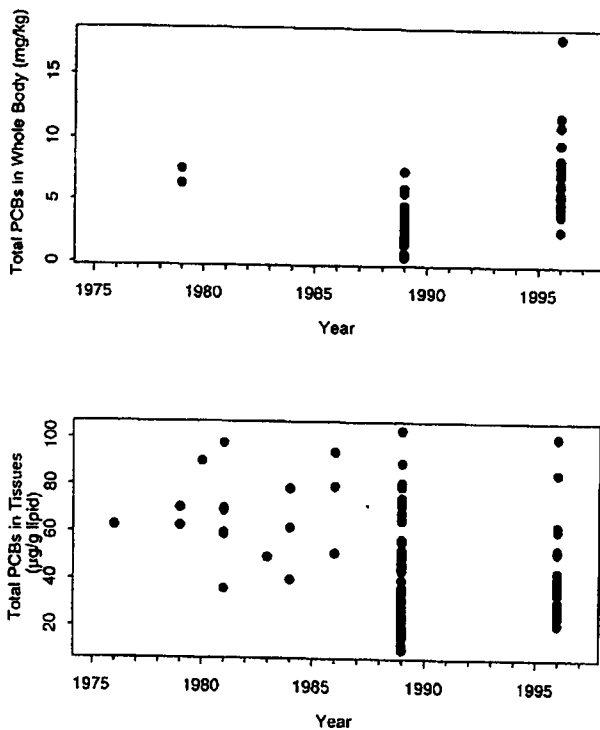 Total PCBs in Whole Body (mg/kg)
15
10
5
0
1975 1980 1985 1990 1995
Year
Total PCBs in Tissues
(µg/g lipid)
100
80
60
40
20
1975 1980 1985 1990 1995
Year